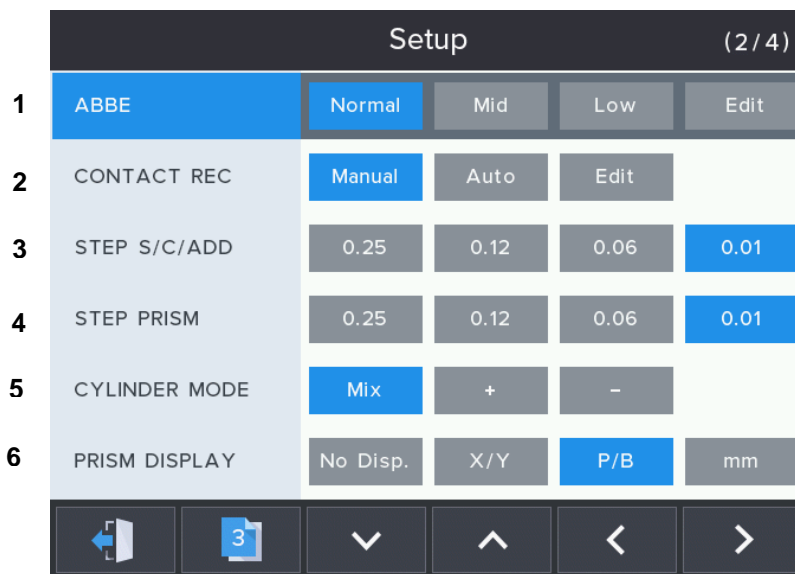 Setup (2/4)
1 ABBE Normal Mid Low Edit
2 CONTACT REC Manual Auto Edit
3 STEP S/C/ADD 0.25 0.12 0.06 0.01
4 STEP PRISM 0.25 0.12 0.06 0.01
5 CYLINDER MODE Mix + −
6 PRISM DISPLAY No Disp. X/Y P/B mm
3